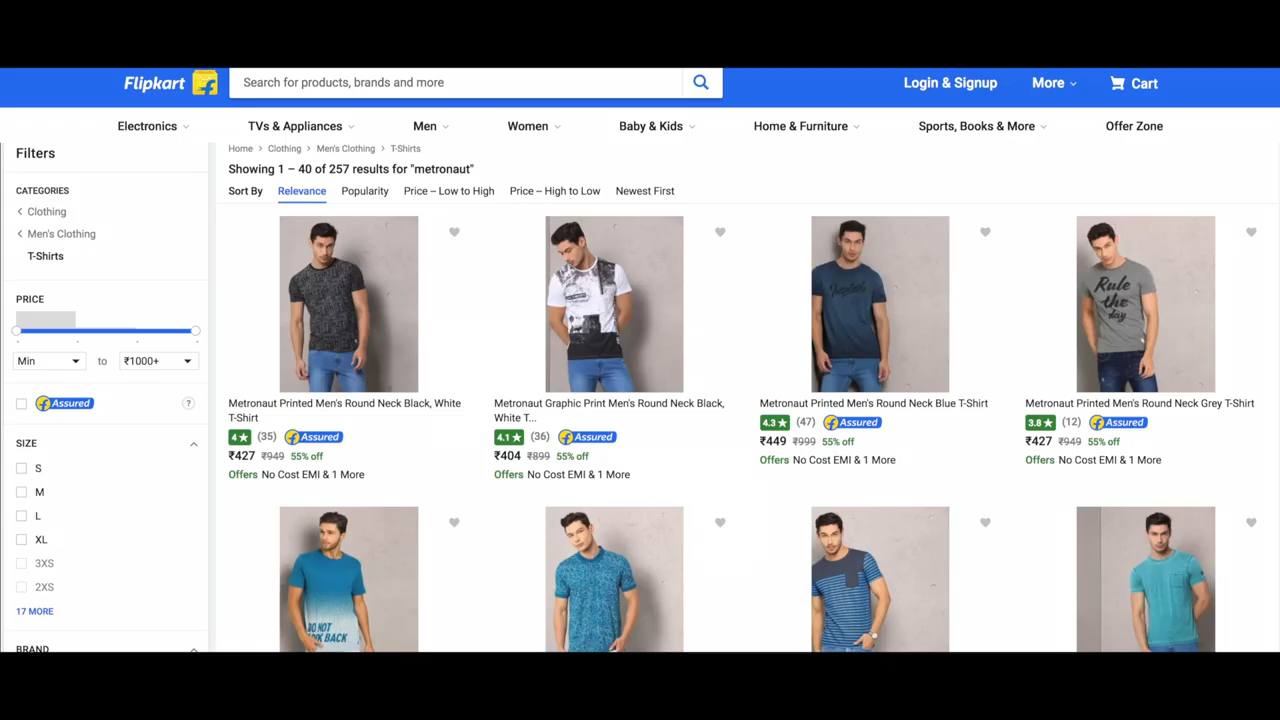 Flipkart
Search for products, brands and more
Login & Signup
More
Cart
Electronics
TVs & Appliances
Men
Women
Baby & Kids
Home & Furniture
Sports, Books & More
Offer Zone
Filters
CATEGORIES
Clothing
Men's Clothing
T-Shirts
PRICE
Min
to
₹1000+
Assured
?
SIZE
S
M
L
XL
3XS
2XS
17 MORE
BRAND
Home > Clothing > Men's Clothing > T-Shirts
Showing 1 – 40 of 257 results for "metronaut"
Sort By Relevance Popularity Price -- Low to High Price -- High to Low Newest First
Metronaut Printed Men's Round Neck Black, White
T-Shirt
4★ (35) Assured
₹427 ₹949 55% off
Offers No Cost EMI & 1 More
Metronaut Graphic Print Men's Round Neck Black,
White T...
4.1★ (36) Assured
₹404 ₹899 55% off
Offers No Cost EMI & 1 More
Metronaut Printed Men's Round Neck Blue T-Shirt
4.3★ (47) Assured
₹449 ₹999 55% off
Offers No Cost EMI & 1 More
Rule
the
day
Metronaut Printed Men's Round Neck Grey T-Shirt
3.8★ (12) Assured
₹427 ₹949 55% off
Offers No Cost EMI & 1 More
DO NOT
BACK